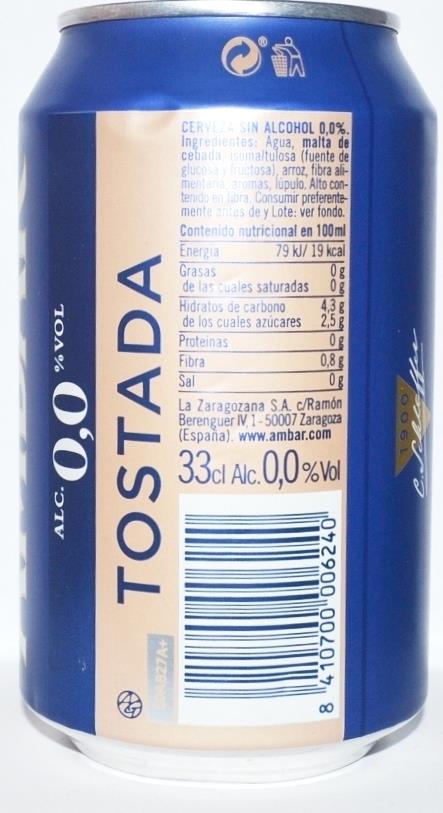 CERVEZA SIN ALCOHOL 0,0%.
Ingredientes: Agua, malta de
cebada, isomaltulosa (fuente de
glucosa y fructosa), arroz, fibra ali-
mentaria, aromas, lúpulo. Alto con-
tenido en fibra. Consumir preferente-
mente antes de y Lote: ver fondo.
Contenido nutricional en 100ml
Energía 79 kJ/ 19 kcal
Grasas 0 g
de las cuales saturadas 0 g
Hidratos de carbono 4,3 g
de los cuales azúcares 2,5 g
Proteínas 0 g
Fibra 0,8 g
Sal 0 g
La Zaragozana S.A. c/Ramón
Berenguer IV, 1 - 50007 Zaragoza
(España). www.ambar.com
33cl Alc. 0,0 %Vol
8 410700 006240
TOSTADA
ALC. 0,0 %VOL
1900